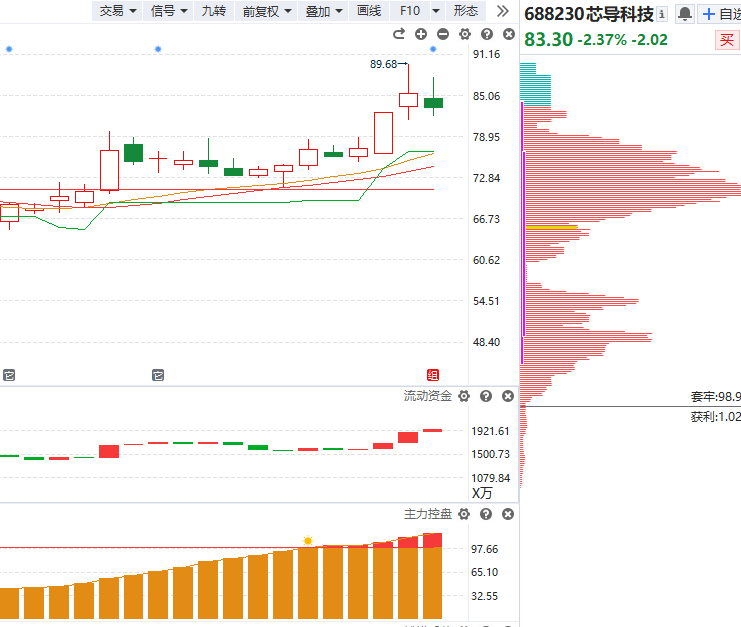 交易 信号 九转 前复权 叠加 画线 F10 形态
688230芯导科技 自选
83.30 -2.37% -2.02 买
91.16
89.68
85.06
78.95
72.84
66.73
60.62
54.51
48.40
套牢:98.9
获利:1.02
流动资金
1921.61
1500.73
1079.84
X万
主力控盘
97.66
65.10
32.55